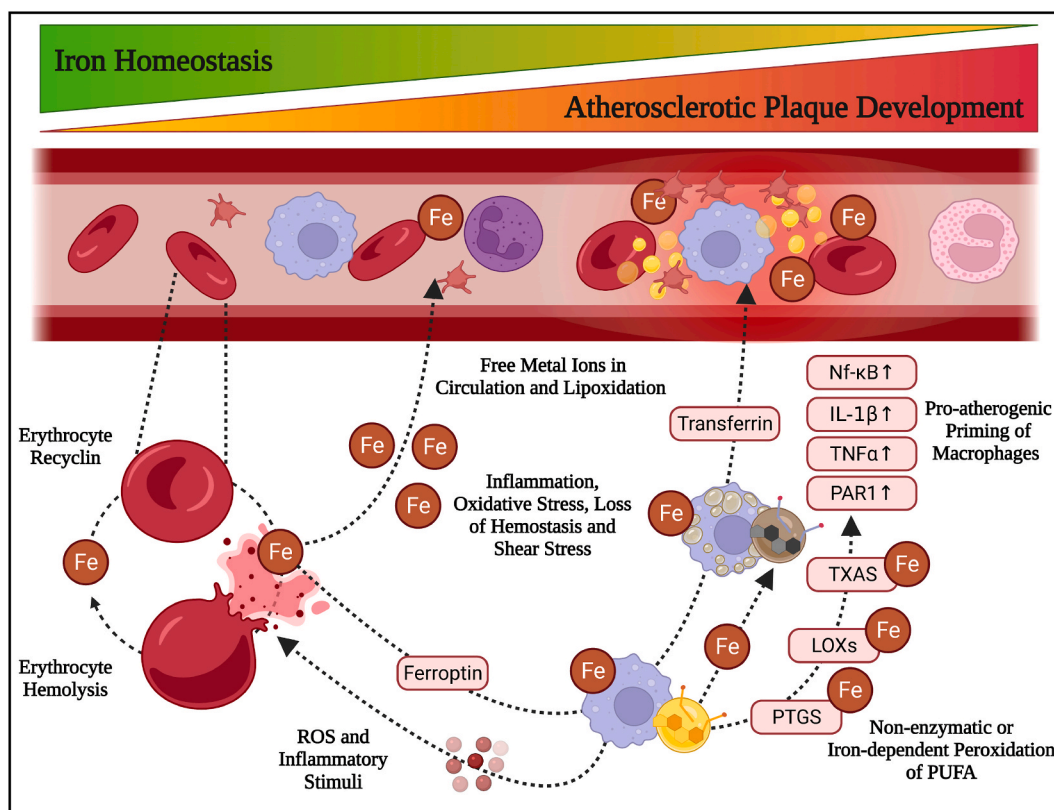 Iron Homeostasis
Atherosclerotic Plaque Development
Fe
Fe
Fe
Fe
Free Metal Ions in
Circulation and Lipoxidation
Nf-κB↑
IL-1β↑
TNFα↑
PAR1↑
Pro-atherogenic
Priming of
Macrophages
Transferrin
Erythrocyte
Recyclin
Fe
Fe
Fe
Inflammation,
Oxidative Stress, Loss
of Hemostasis and
Shear Stress
Fe
Fe
Fe
TXAS
Fe
Erythrocyte
Hemolysis
Ferroptin
Fe
Fe
LOXs
Fe
PTGS
Fe
ROS and
Inflammatory
Stimuli
Non-enzymatic or
Iron-dependent Peroxidation
of PUFA